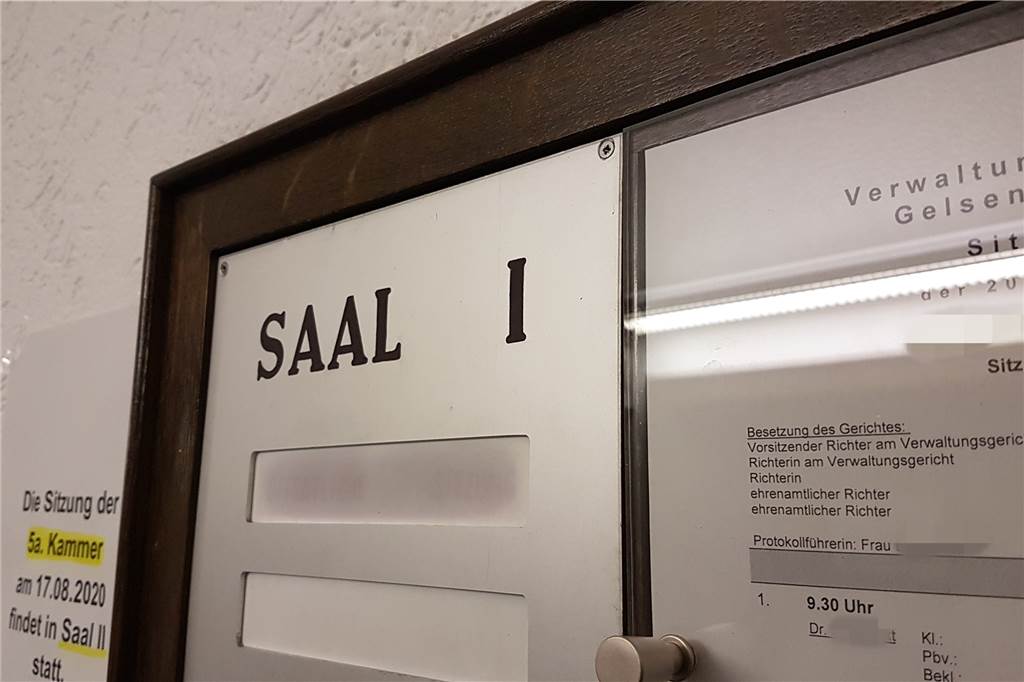 Die Sitzung der
5a. Kammer
am 17.08.2020
findet in Saal II
statt.
SAAL I
Verwaltun
Gelsen
Sit
der 20
Sitz
Besetzung des Gerichtes:
Vorsitzender Richter am Verwaltungsgeric
Richterin am Verwaltungsgericht
Richterin
ehrenamtlicher Richter
ehrenamtlicher Richter
Protokollführerin: Frau
1. 9.30 Uhr
Dr.
Kl.:
Pbv.:
Bekl.: